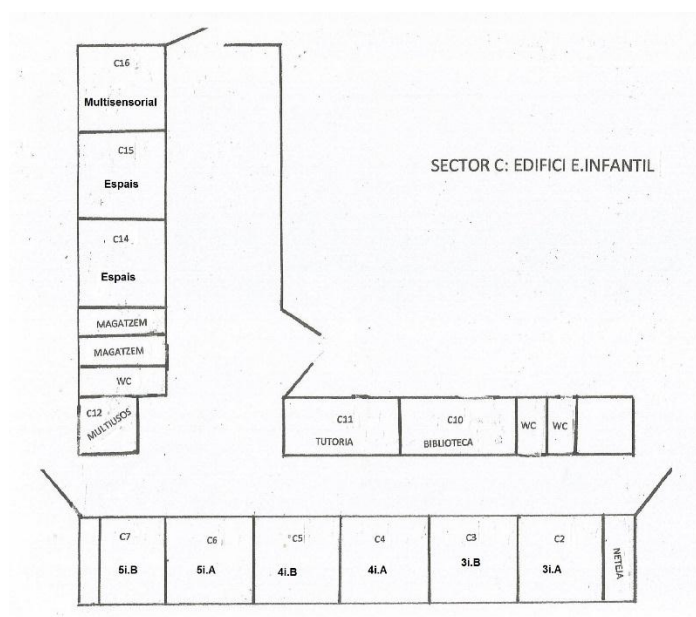 C16
Multisensorial
C15
Espais
SECTOR C: EDIFICI E.INFANTIL
C14
Espais
MAGATZEM
MAGATZEM
WC
C12
MULTIUSOS
C11
TUTORIA
C10
BIBLIOTECA
WC
WC
C7
5i.B
C6
5i.A
C5
4i.B
C4
4i.A
C3
3i.B
C2
3i.A
NETEJA